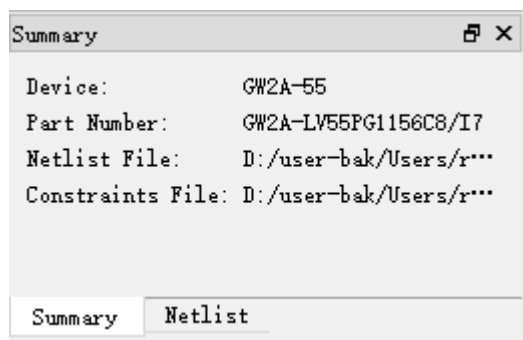 Summary
Device: GW2A-55
Part Number: GW2A-LV55PG1156C8/I7
Netlist File: D:/user-bak/Users/r···
Constraints File: D:/user-bak/Users/r···
Summary Netlist